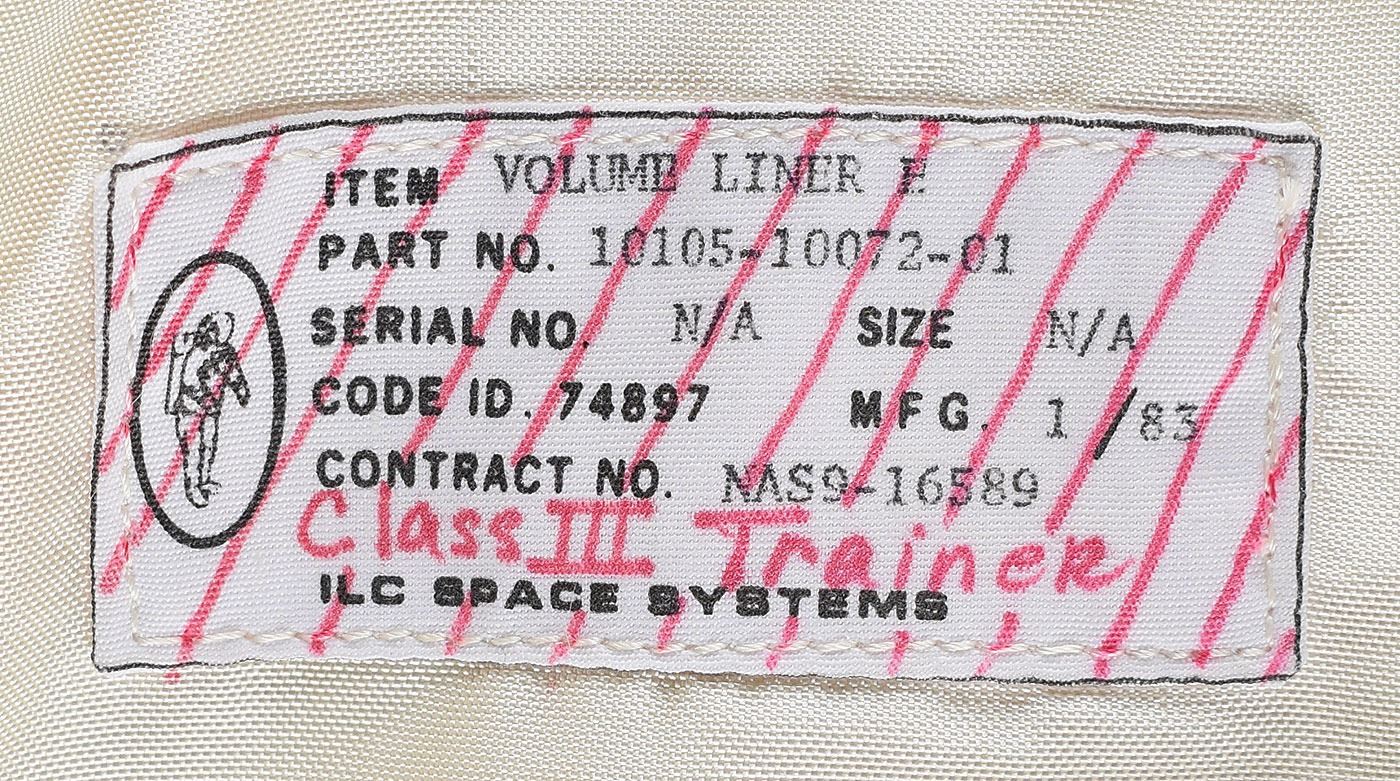 ITEM VOLUME LINER E
PART NO. 10105-10072-01
SERIAL NO. N/A SIZE N/A
CODE ID. 74897 MFG. 1/83
CONTRACT NO. NAS9-16589
Class III Trainer
ILC SPACE SYSTEMS